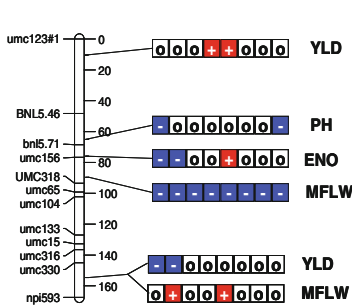 umc123#1 0 o o o + + o o o YLD
20
40
BNL5.46
60 - o o o o o o - PH
bnl5.71
umc156 80 - - o o + o o o ENO
UMC318
umc65 100 - - - - - - - - MFLW
umc104
120
umc133
umc15
umc316 140 - - o o o o o o YLD
umc330
160 o + o o + o o o MFLW
npi593